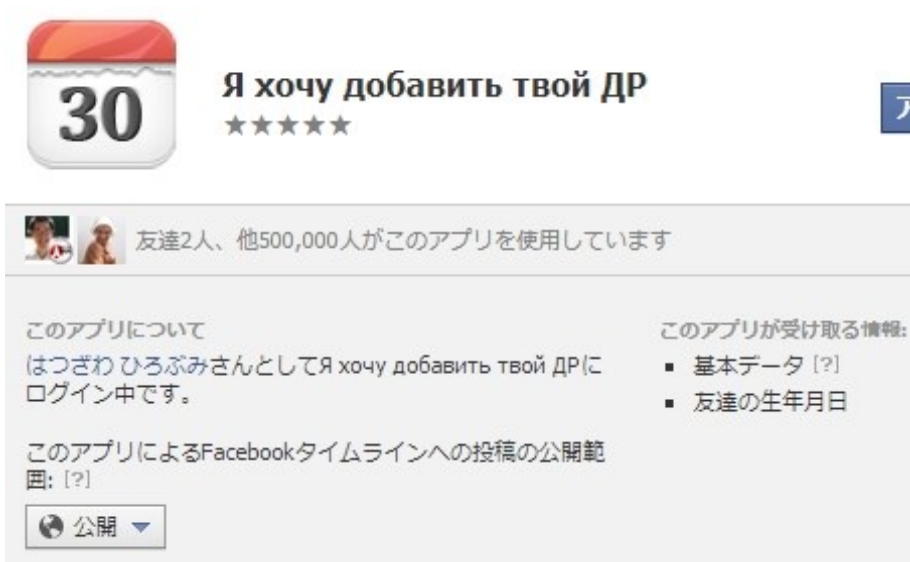 30
Я хочу добавить твой ДР
★★★★★
ア
友達2人、他500,000人がこのアプリを使用しています
このアプリについて
はつざわ ひろぶみさんとしてЯ хочу добавить твой ДРに
ログイン中です。
このアプリによるFacebookタイムラインへの投稿の公開範
囲: [?]
公開
このアプリが受け取る情報:
基本データ [?]
友達の生年月日